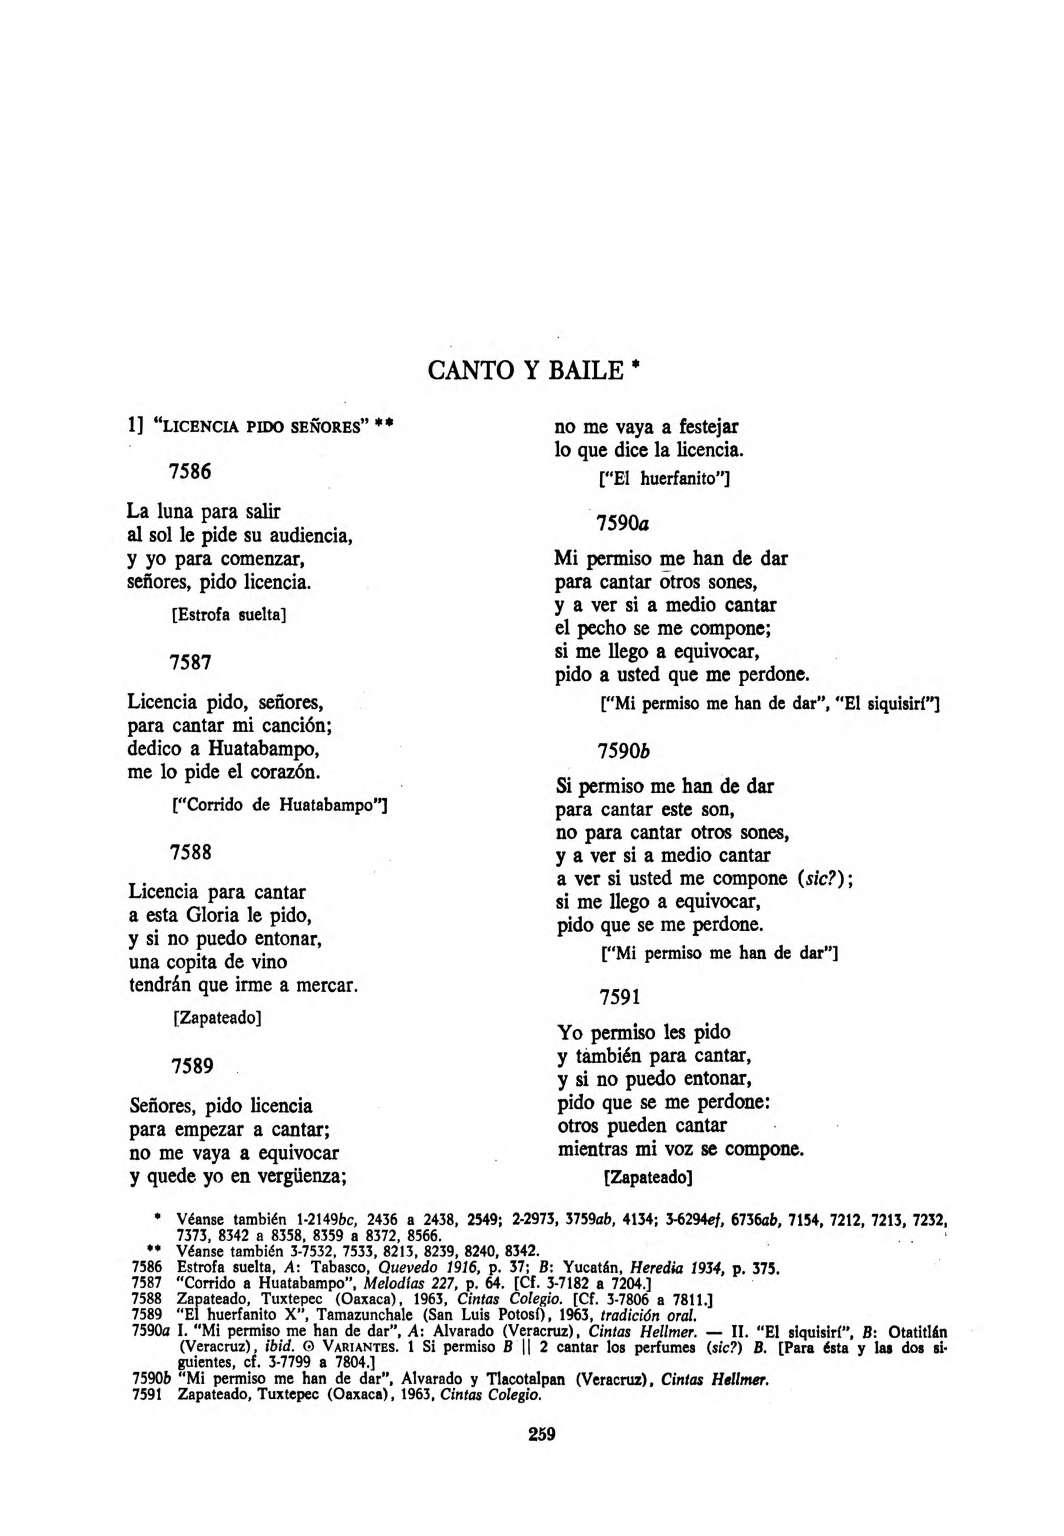 CANTO Y BAILE *
1] “LICENCIA PIDO SEÑORES” **
7586
La luna para salir
al sol le pide su audiencia,
y yo para comenzar,
señores, pido licencia.
[Estrofa suelta]
7587
Licencia pido, señores,
para cantar mi canción;
dedico a Huatabampo,
me lo pide el corazón.
[“Corrido de Huatabampo”]
7588
Licencia para cantar
a esta Gloria le pido,
y si no puedo entonar,
una copita de vino
tendrán que irme a mercar.
[Zapateado]
7589
Señores, pido licencia
para empezar a cantar;
no me vaya a equivocar
y quede yo en vergüenza;
no me vaya a festejar
lo que dice la licencia.
[“El huerfanito”]
7590a
Mi permiso me han de dar
para cantar otros sones,
y a ver si a medio cantar
el pecho se me compone;
si me llego a equivocar,
pido a usted que me perdone.
[“Mi permiso me han de dar”, “El siquisirí”]
7590b
Si permiso me han de dar
para cantar este son,
no para cantar otros sones,
y a ver si a medio cantar
a ver si usted me compone (sic?);
si me llego a equivocar,
pido que se me perdone.
[“Mi permiso me han de dar”]
7591
Yo permiso les pido
y también para cantar,
y si no puedo entonar,
pido que se me perdone:
otros pueden cantar
mientras mi voz se compone.
[Zapateado]
* Véanse también 1-2149bc, 2436 a 2438, 2549; 2-2973, 3759ab, 4134; 3-6294ef, 6736ab, 7154, 7212, 7213, 7232,
7373, 8342 a 8358, 8359 a 8372, 8566.
** Véanse también 3-7532, 7533, 8213, 8239, 8240, 8342.
7586 Estrofa suelta, A: Tabasco, Quevedo 1916, p. 37; B: Yucatán, Heredia 1934, p. 375.
7587 “Corrido a Huatabampo”, Melodías 227, p. 64. [Cf. 3-7182 a 7204.]
7588 Zapateado, Tuxtepec (Oaxaca), 1963, Cintas Colegio. [Cf. 3-7806 a 7811.]
7589 “El huerfanito X”, Tamazunchale (San Luis Potosí), 1963, tradición oral.
7590a I. “Mi permiso me han de dar”, A: Alvarado (Veracruz), Cintas Hellmer. — II. “El siquisirí”, B: Otatitlán
(Veracruz), ibid. ⊙ VARIANTES. 1 Si permiso B || 2 cantar los perfumes (sic?) B. [Para ésta y las dos si-
guientes, cf. 3-7799 a 7804.]
7590b “Mi permiso me han de dar”, Alvarado y Tlacotalpan (Veracruz), Cintas Hellmer.
7591 Zapateado, Tuxtepec (Oaxaca), 1963, Cintas Colegio.
259